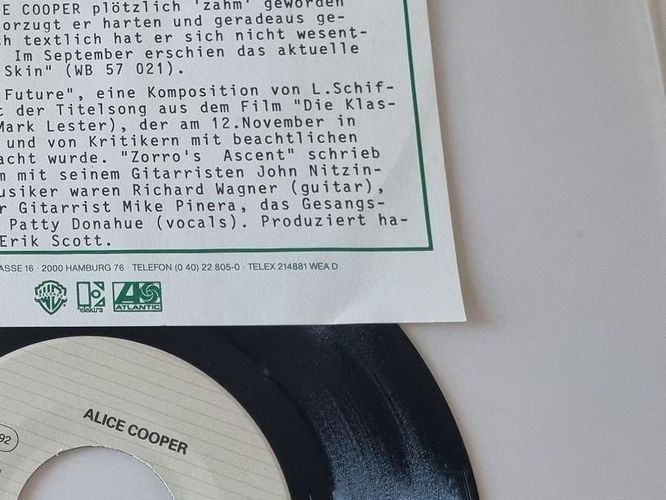 E COOPER plötzlich 'zahm' geworden
orzugt er harten und geradeaus ge-
h textlich hat er sich nicht wesent-
Im September erschien das aktuelle
Skin" (WB 57 021).
Future", eine Komposition von L.Schif-
t der Titelsong aus dem Film "Die Klas-
Mark Lester), der am 12.November in
und von Kritikern mit beachtlichen
acht wurde. "Zorro's Ascent" schrieb
m mit seinem Gitarristen John Nitzin-
usiker waren Richard Wagner (guitar),
r Gitarrist Mike Pinera, das Gesangs-
Patty Donahue (vocals). Produziert ha-
Erik Scott.
ASSE 16 · 2000 HAMBURG 76 · TELEFON (0 40) 22 805-0 · TELEX 214881 WEA D
elektra
ATLANTIC
ALICE COOPER
92